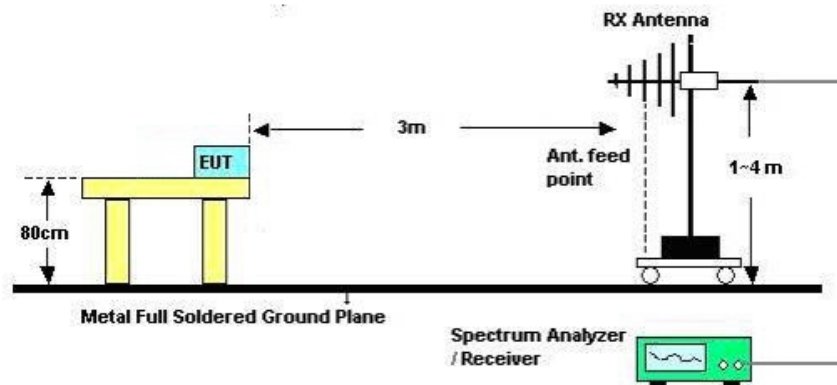 RX Antenna
3m
EUT
Ant. feed
point
1~4 m
80cm
Metal Full Soldered Ground Plane
Spectrum Analyzer
/ Receiver